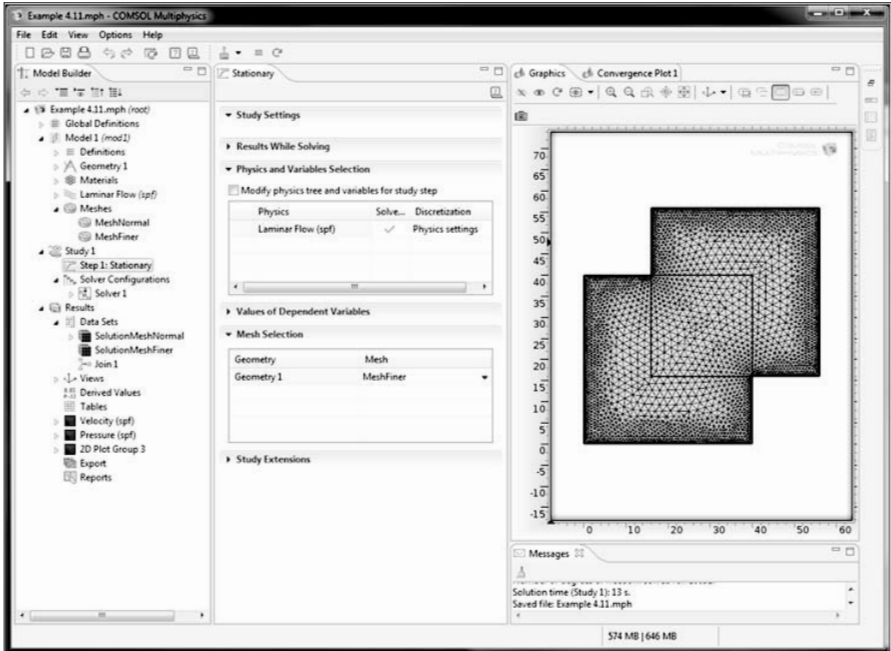 Example 4.11.mph - COMSOL Multiphysics
File Edit View Options Help
Model Builder
Example 4.11.mph (root)
Global Definitions
Model 1 (mod1)
Definitions
Geometry 1
Materials
Laminar Flow (spf)
Meshes
MeshNormal
MeshFiner
Study 1
Step 1: Stationary
Solver Configurations
Solver 1
Results
Data Sets
SolutionMeshNormal
SolutionMeshFiner
Join 1
Views
Derived Values
Tables
Velocity (spf)
Pressure (spf)
2D Plot Group 3
Export
Reports
Stationary
Study Settings
Results While Solving
Physics and Variables Selection
Modify physics tree and variables for study step
Physics Solve... Discretization
Laminar Flow (spf) Physics settings
Values of Dependent Variables
Mesh Selection
Geometry Mesh
Geometry 1 MeshFiner
Study Extensions
Graphics Convergence Plot 1
70
65
60
55
50
45
40
35
30
25
20
15
10
5
0
-5
-10
-15
0 10 20 30 40 50 60
Messages
Solution time (Study 1): 13 s.
Saved file: Example 4.11.mph
574 MB | 646 MB